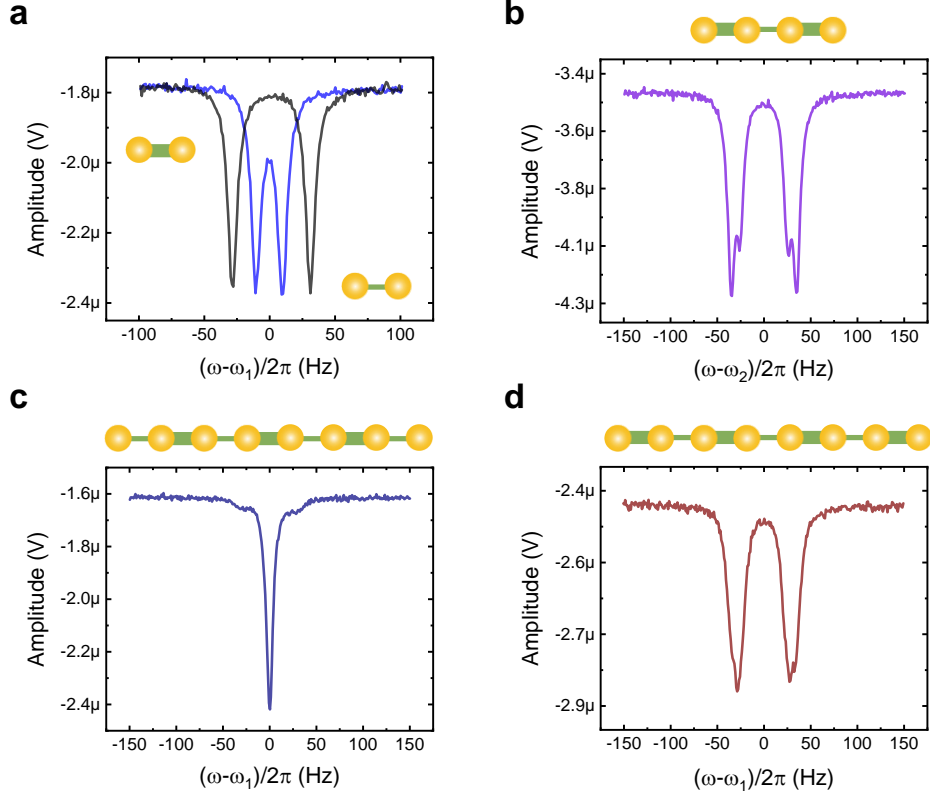 a
-1.8μ
-2.0μ
-2.2μ
-2.4μ
Amplitude (V)
-100 -50 0 50 100
(ω-ω1)/2π (Hz)
b
-3.4μ
-3.6μ
-3.8μ
-4.1μ
-4.3μ
Amplitude (V)
-150 -100 -50 0 50 100 150
(ω-ω2)/2π (Hz)
c
-1.6μ
-1.8μ
-2.0μ
-2.2μ
-2.4μ
Amplitude (V)
-150 -100 -50 0 50 100 150
(ω-ω1)/2π (Hz)
d
-2.4μ
-2.6μ
-2.7μ
-2.9μ
Amplitude (V)
-150 -100 -50 0 50 100 150
(ω-ω1)/2π (Hz)